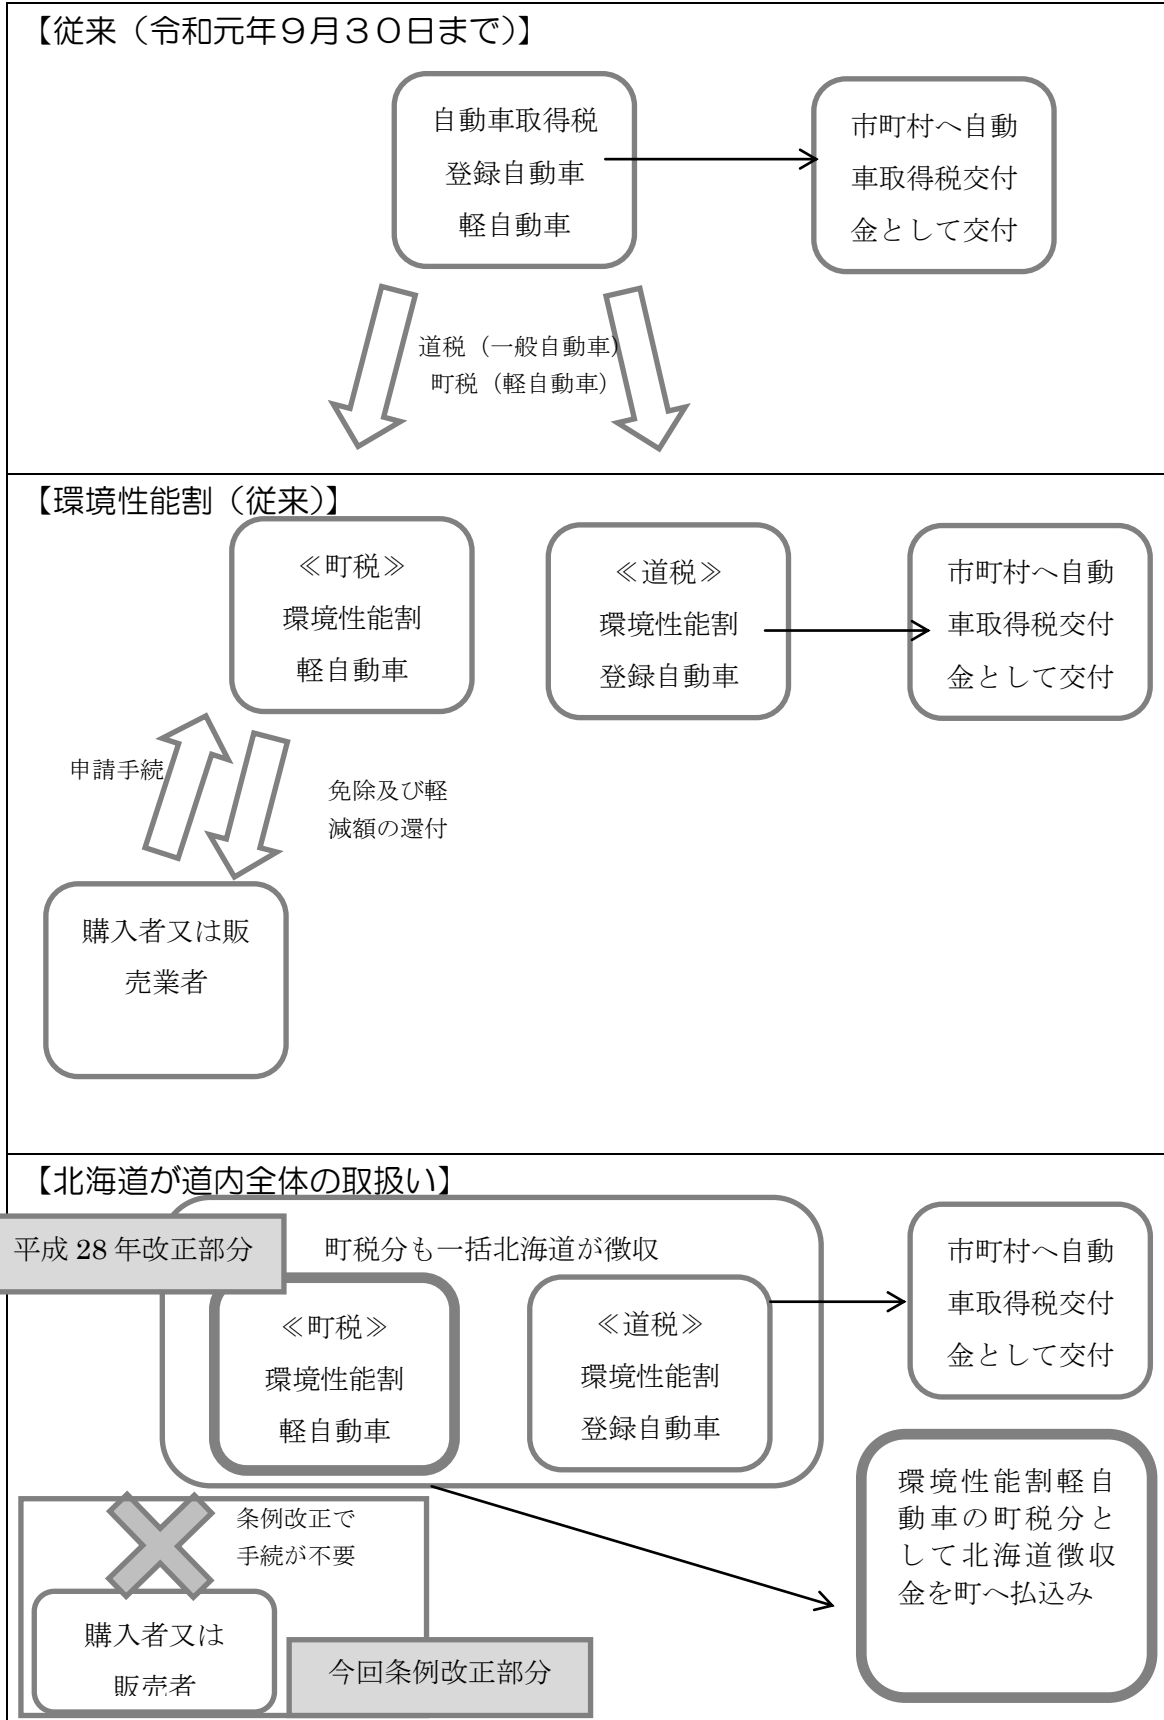 【従来（令和元年９月３０日まで）】
自動車取得税
登録自動車
軽自動車
市町村へ自動
車取得税交付
金として交付
道税（一般自動車）
町税（軽自動車）
【環境性能割（従来）】
≪町税≫
環境性能割
軽自動車
≪道税≫
環境性能割
登録自動車
市町村へ自動
車取得税交付
金として交付
申請手続
免除及び軽
減額の還付
購入者又は販
売業者
【北海道が道内全体の取扱い】
平成 28 年改正部分
町税分も一括北海道が徴収
≪町税≫
環境性能割
軽自動車
≪道税≫
環境性能割
登録自動車
市町村へ自動
車取得税交付
金として交付
環境性能割軽自
動車の町税分と
して北海道徴収
金を町へ払込み
条例改正で
手続が不要
購入者又は
販売者
今回条例改正部分